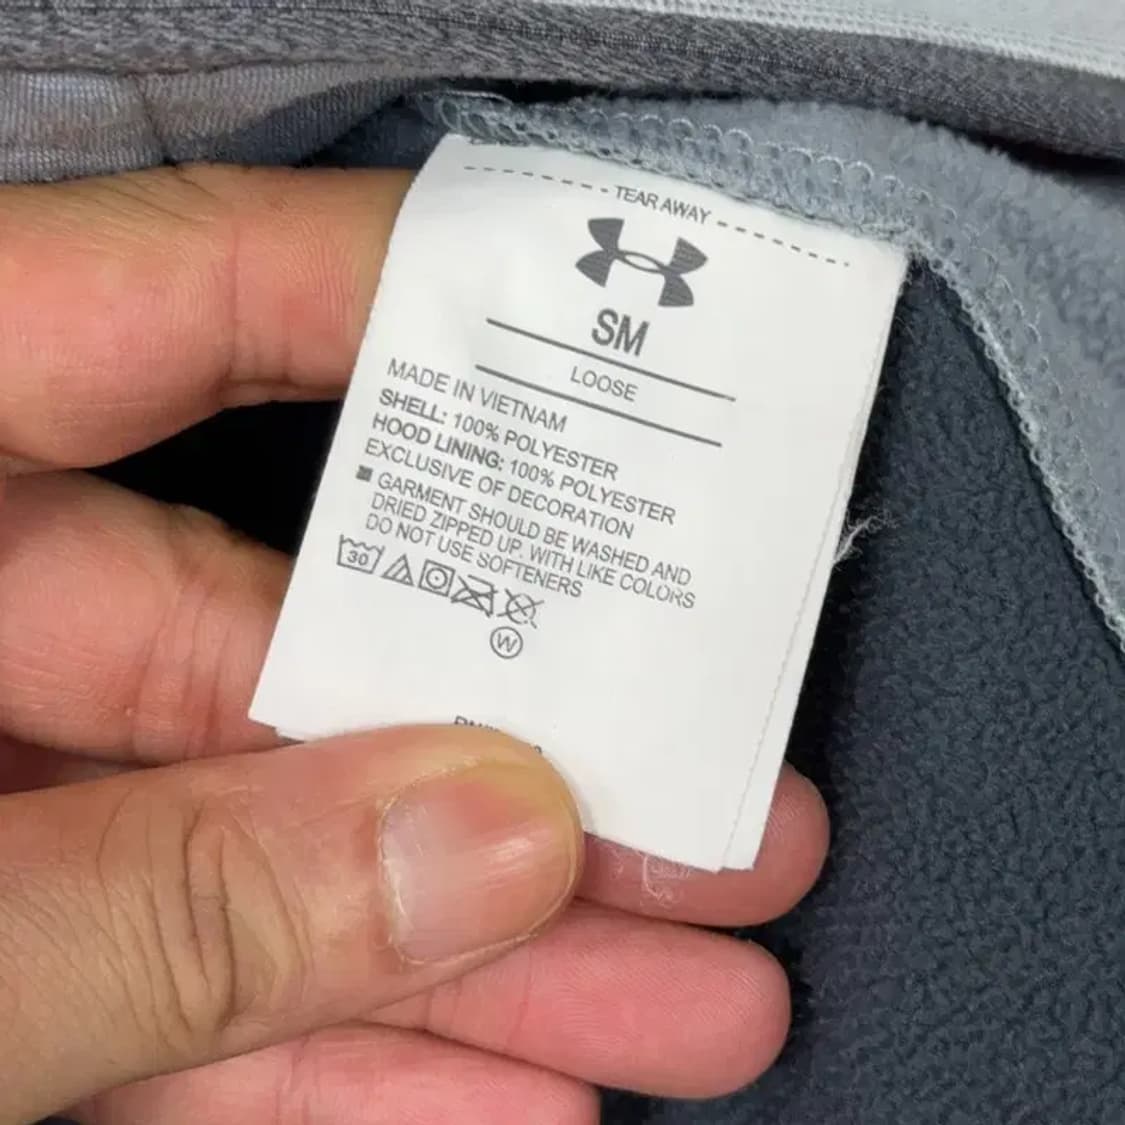 TEAR AWAY
SM
LOOSE
MADE IN VIETNAM
SHELL: 100% POLYESTER
HOOD LINING: 100% POLYESTER
EXCLUSIVE OF DECORATION
GARMENT SHOULD BE WASHED AND
DRIED ZIPPED UP. WITH LIKE COLORS
DO NOT USE SOFTENERS
30
W